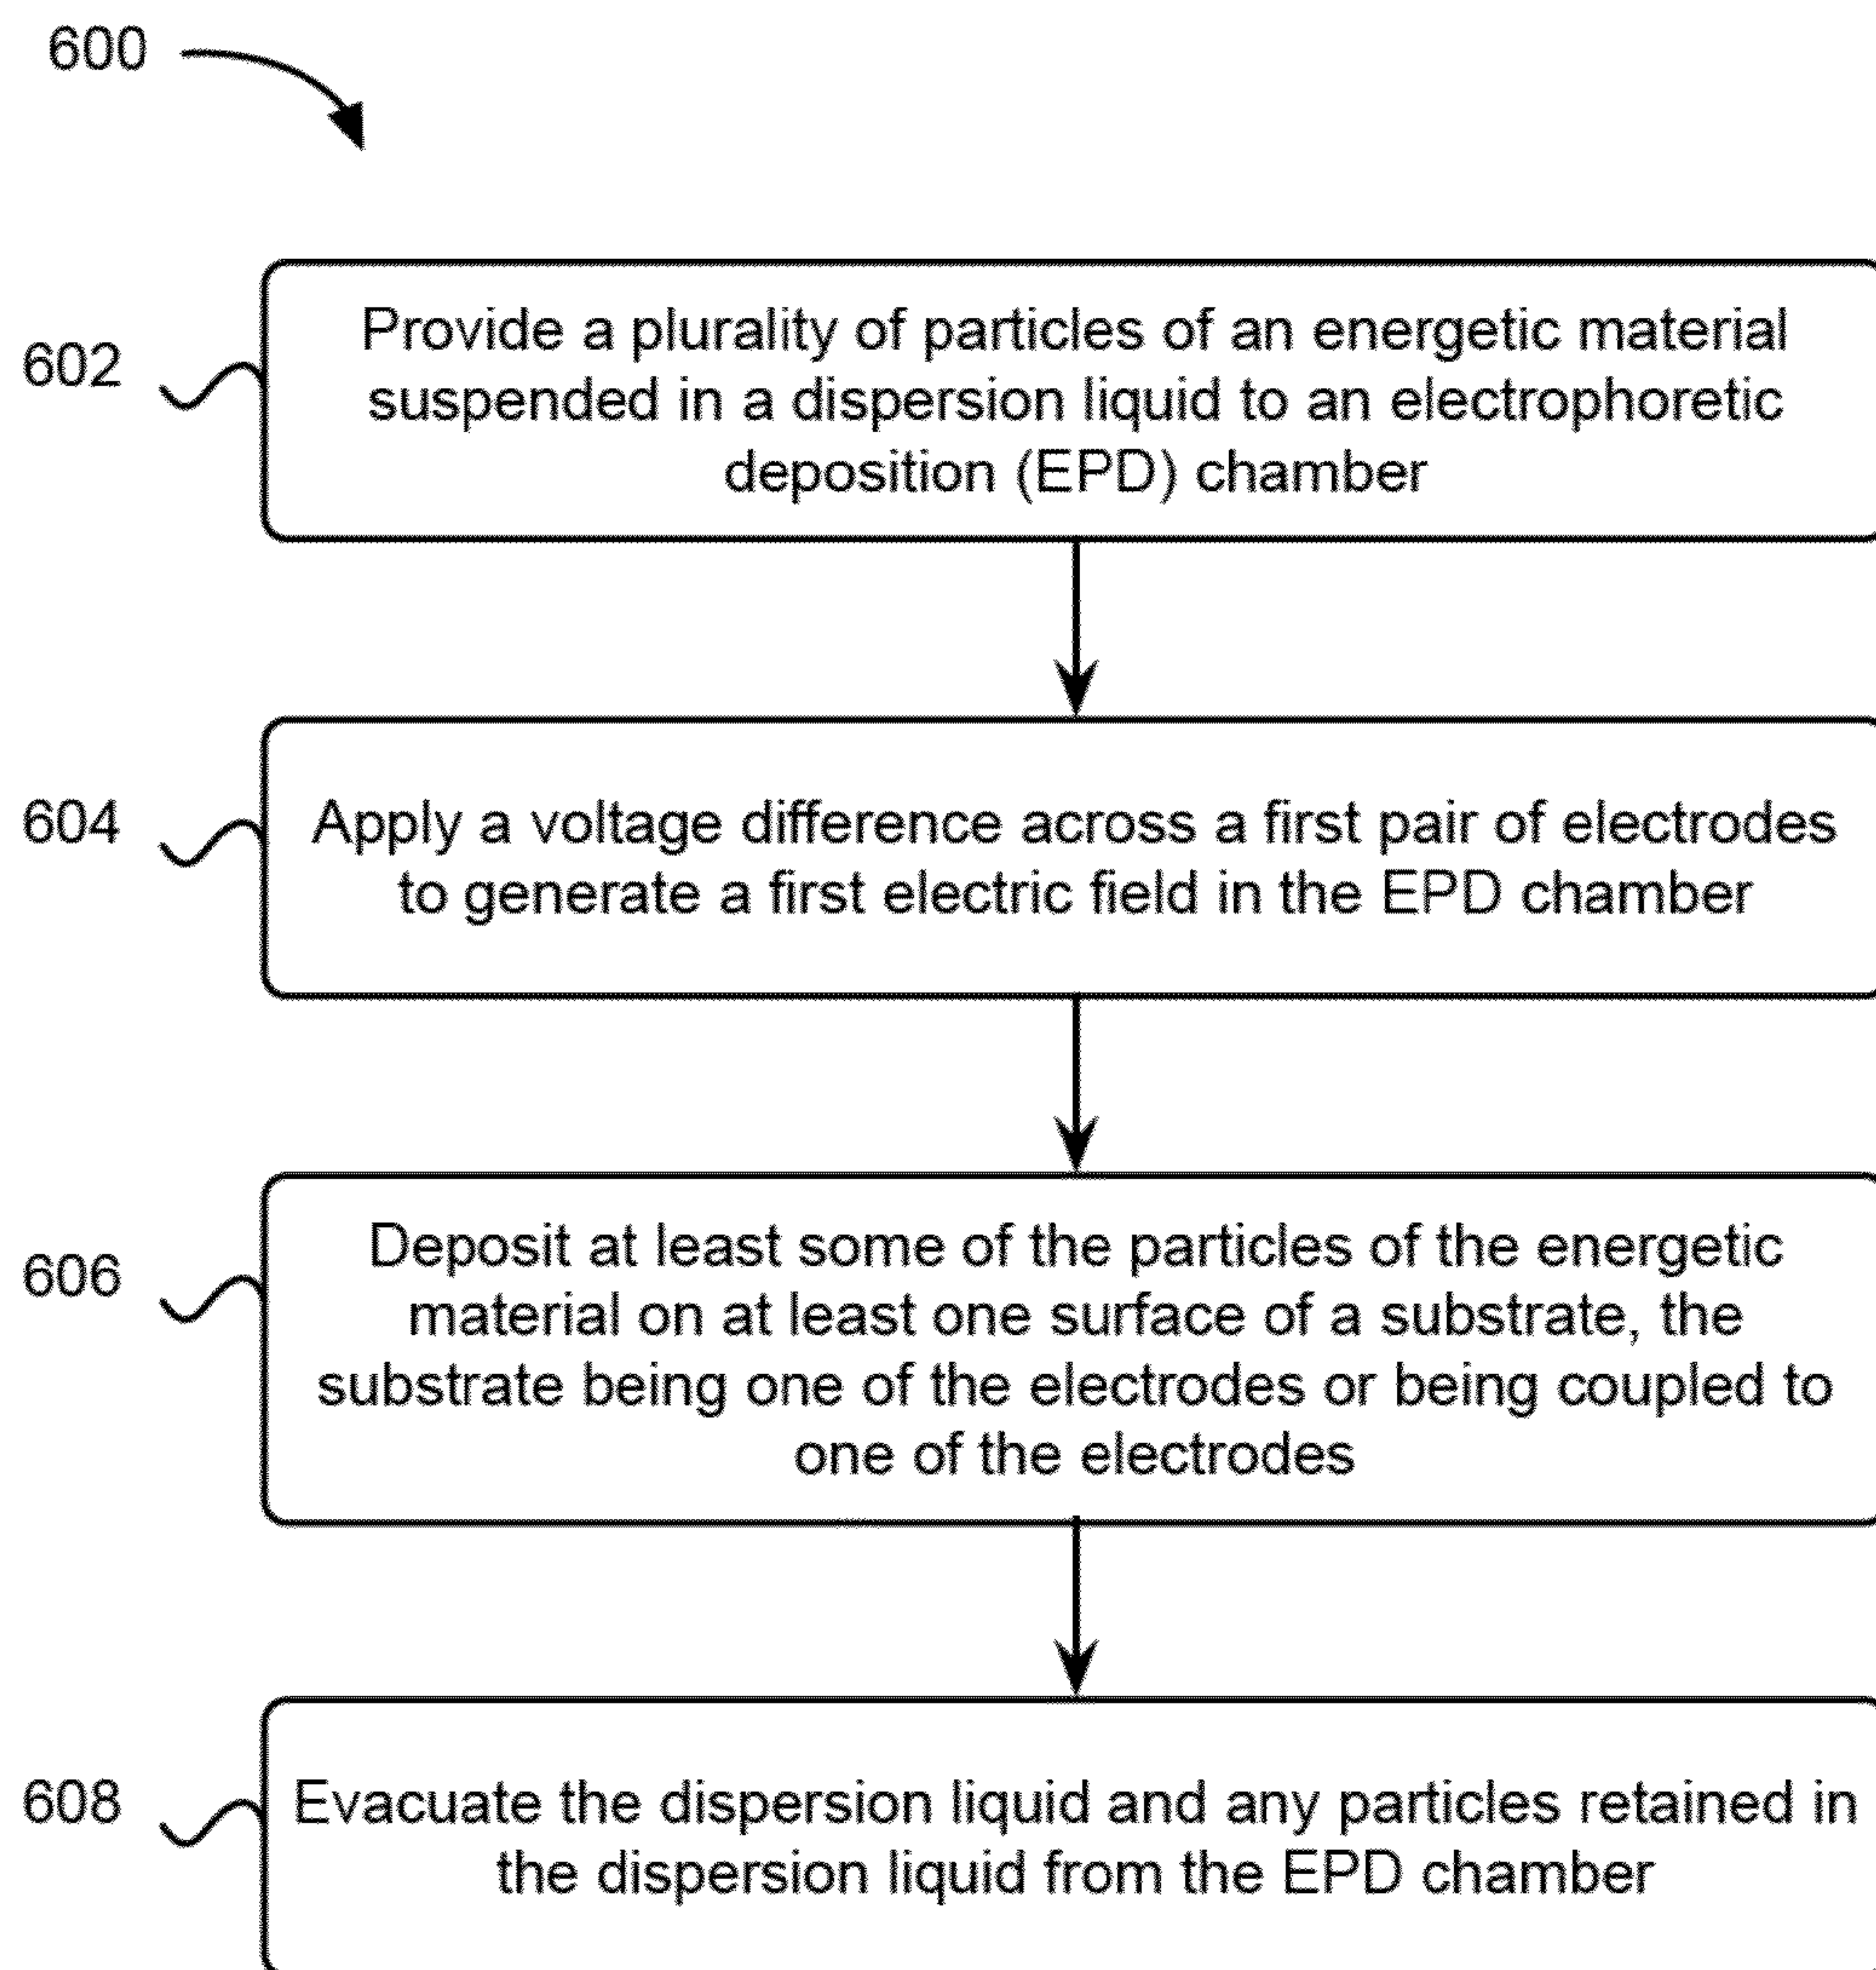 600
602
Provide a plurality of particles of an energetic material
suspended in a dispersion liquid to an electrophoretic
deposition (EPD) chamber
604
Apply a voltage difference across a first pair of electrodes
to generate a first electric field in the EPD chamber
606
Deposit at least some of the particles of the energetic
material on at least one surface of a substrate, the
substrate being one of the electrodes or being coupled to
one of the electrodes
608
Evacuate the dispersion liquid and any particles retained in
the dispersion liquid from the EPD chamber